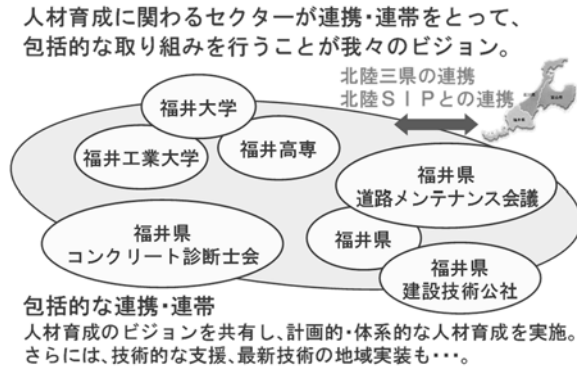 人材育成に関わるセクターが連携・連帯をとって、
包括的な取り組みを行うことが我々のビジョン。
北陸三県の連携
北陸ＳＩＰとの連携
福井大学
福井工業大学
福井高専
福井県
道路メンテナンス会議
福井県
コンクリート診断士会
福井県
福井県
建設技術公社
包括的な連携・連帯
人材育成のビジョンを共有し、計画的・体系的な人材育成を実施。
さらには、技術的な支援、最新技術の地域実装も・・・。